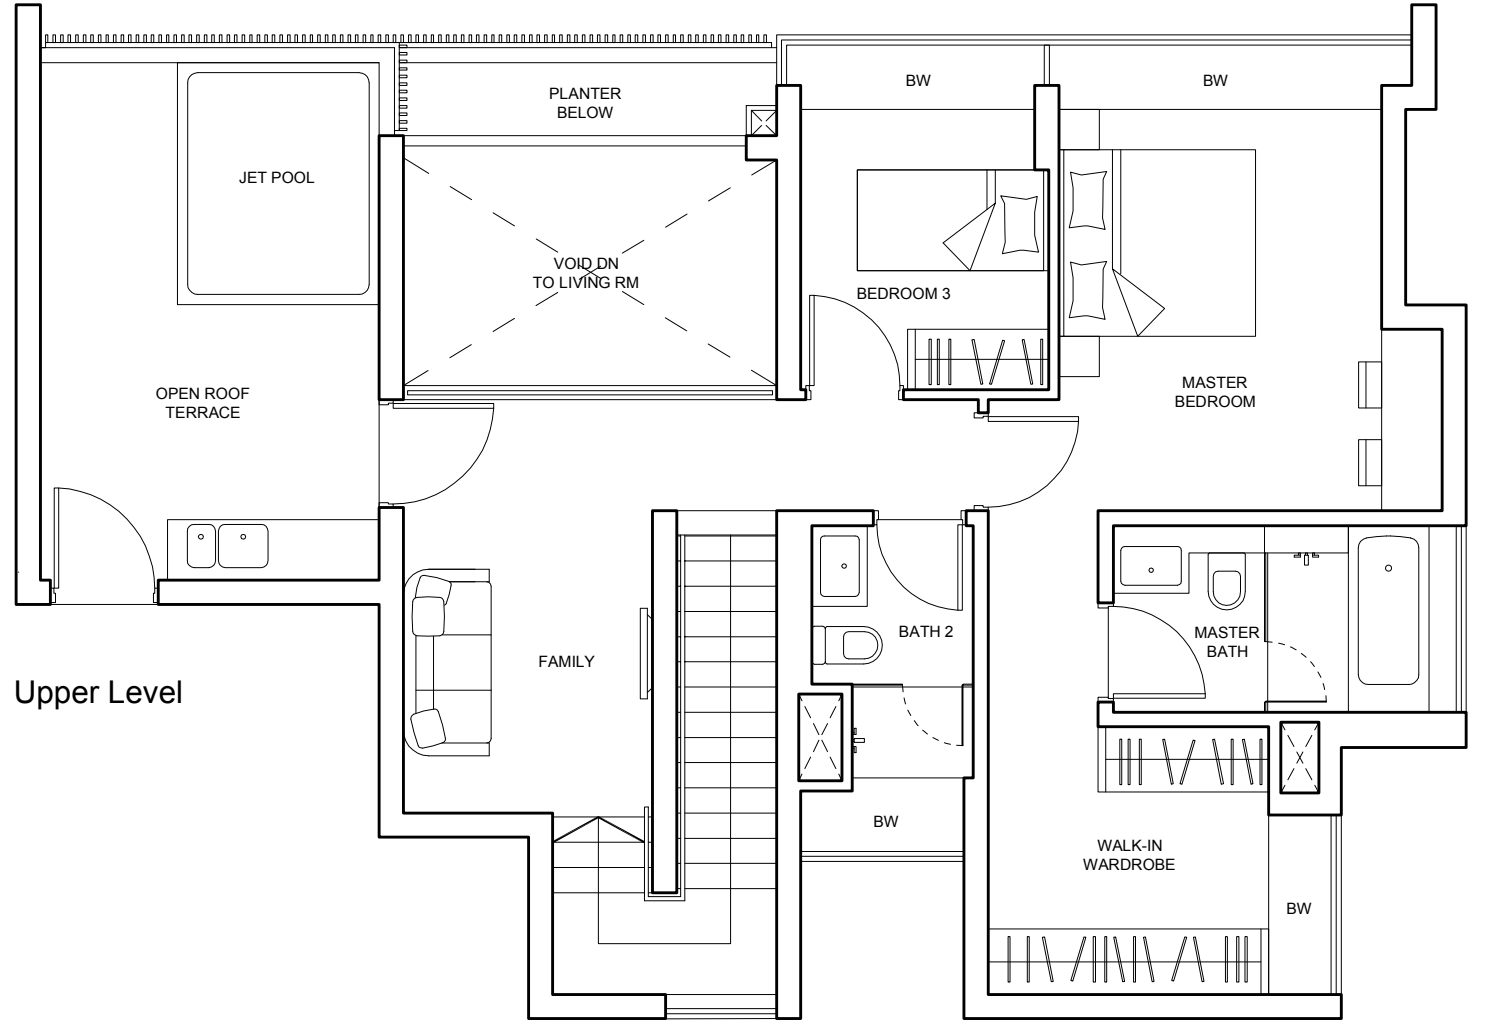 BW
BW
PLANTER
BELOW
JET POOL
VOID DN
TO LIVING RM
BEDROOM 3
OPEN ROOF
TERRACE
MASTER
BEDROOM
BATH 2
MASTER
BATH
FAMILY
Upper Level
BW
WALK-IN
WARDROBE
BW